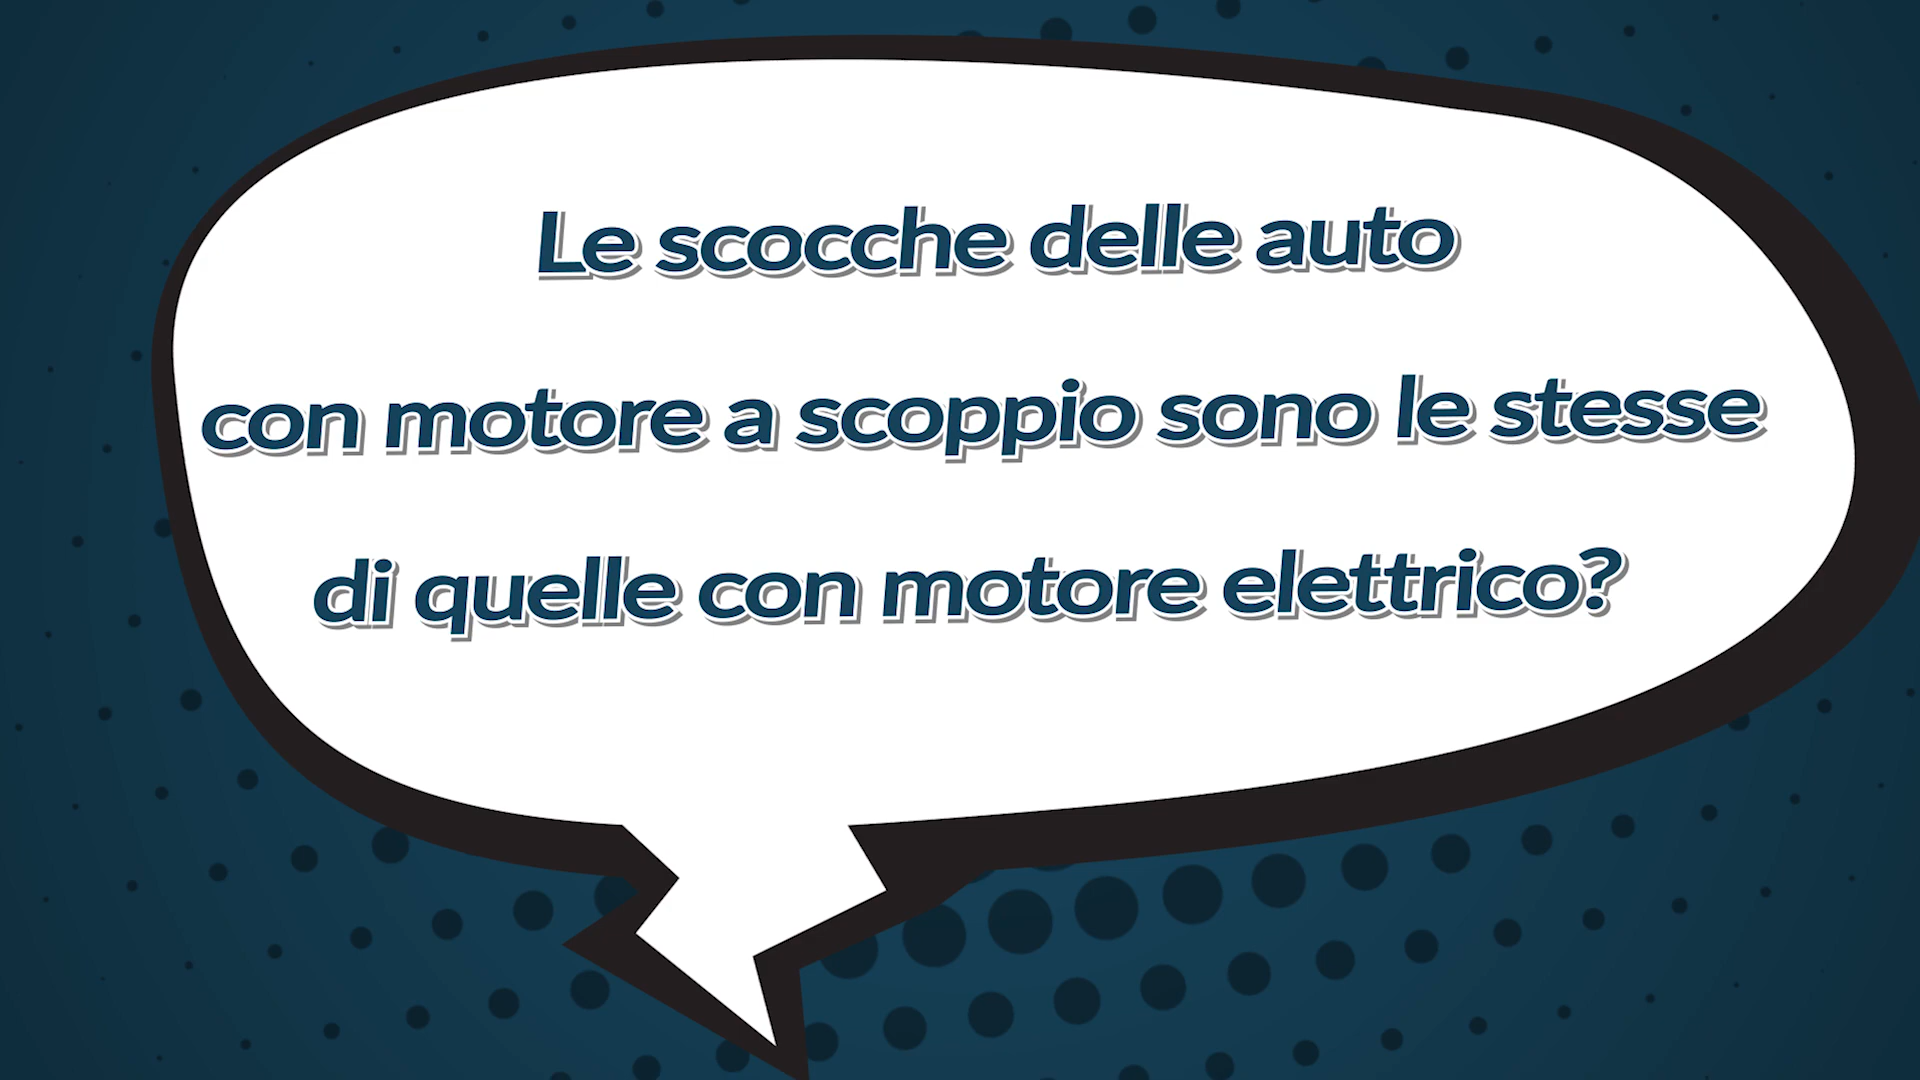 Le scocche delle auto
con motore a scoppio sono le stesse
di quelle con motore elettrico?